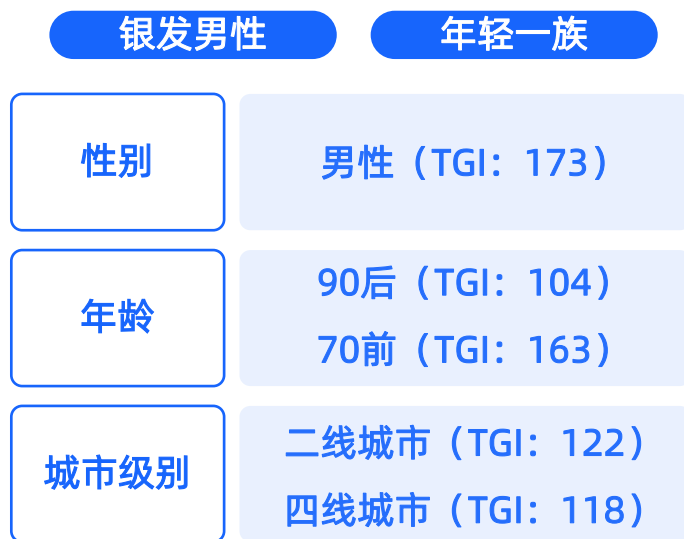 银发男性
年轻一族
性别
男性（TGI：173）
年龄
90后（TGI：104）
70前（TGI：163）
城市级别
二线城市（TGI：122）
四线城市（TGI：118）